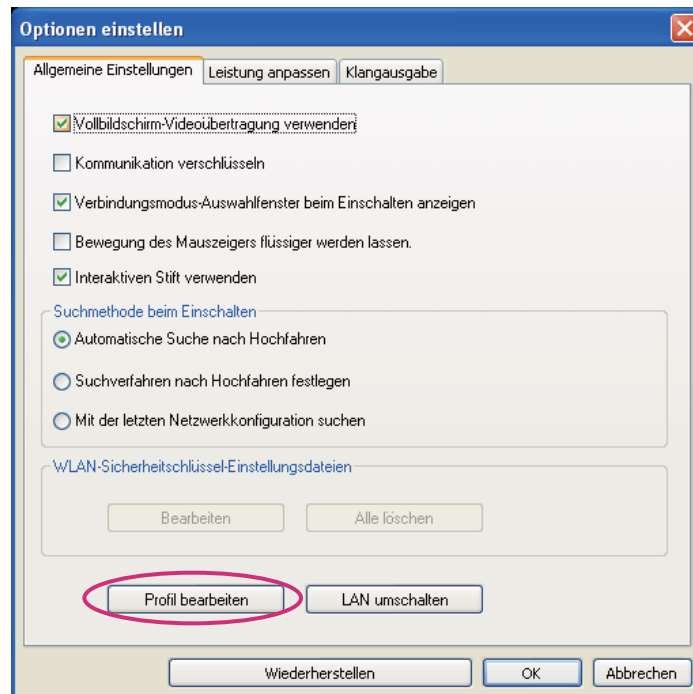 Optionen einstellen
Allgemeine Einstellungen
Leistung anpassen
Klangausgabe
Vollbildschirm-Videoübertragung verwenden
Kommunikation verschlüsseln
Verbindungsmodus-Auswahlfenster beim Einschalten anzeigen
Bewegung des Mauszeigers flüssiger werden lassen.
Interaktiven Stift verwenden
Suchmethode beim Einschalten
Automatische Suche nach Hochfahren
Suchverfahren nach Hochfahren festlegen
Mit der letzten Netzwerkkonfiguration suchen
WLAN-Sicherheitschlüssel-Einstellungsdateien
Bearbeiten
Alle löschen
Profil bearbeiten
LAN umschalten
Wiederherstellen
OK
Abbrechen